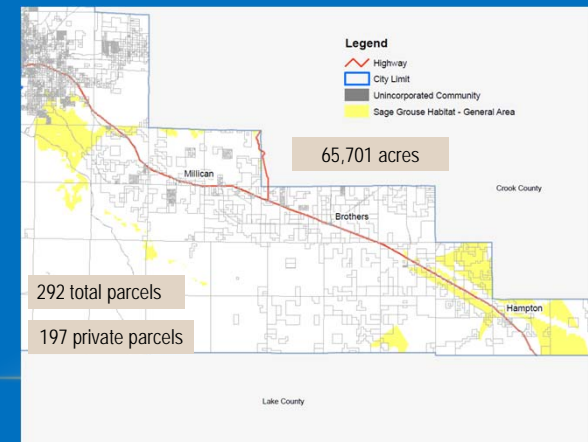 Legend
Highway
City Limit
Unincorporated Community
Sage Grouse Habitat - General Area
65,701 acres
Millican
Crook County
Brothers
292 total parcels
Hampton
197 private parcels
Lake County